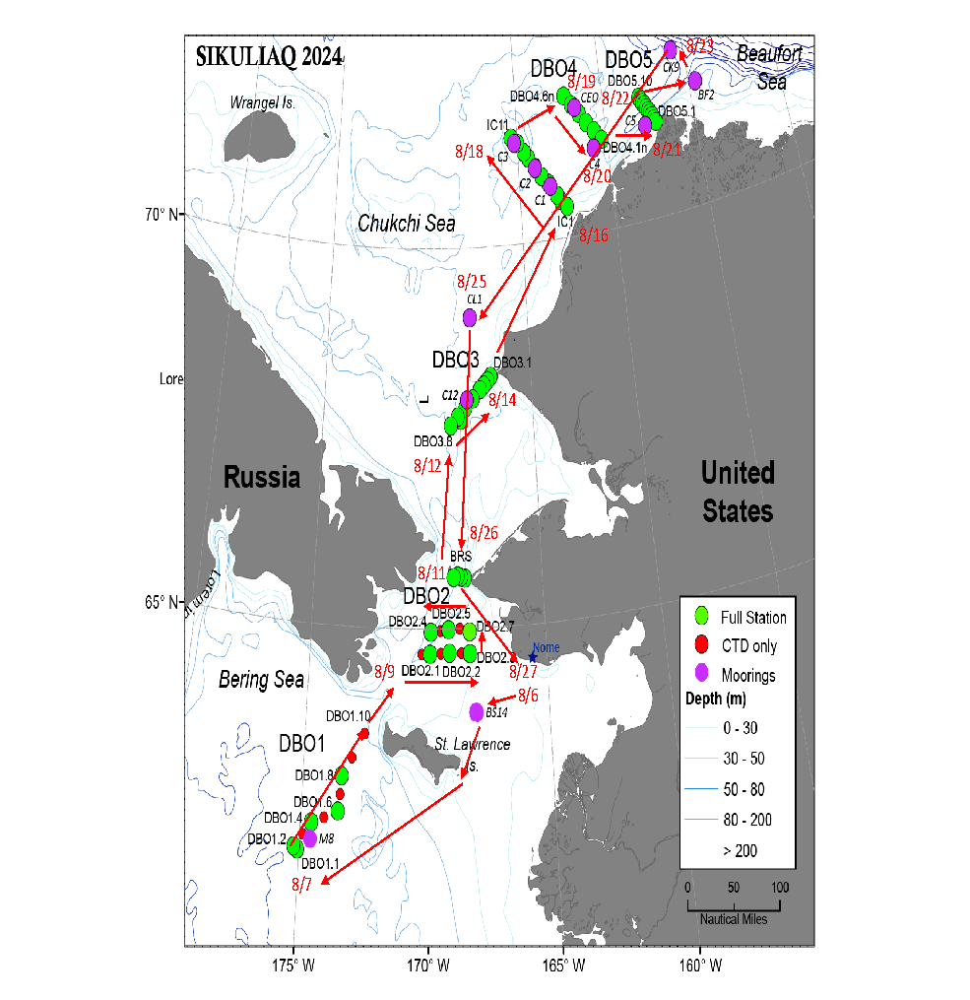 SIKULIAQ 2024
8/23
Beaufort
Sea
DBO5
DBO4
CK9
8/19
DBO5.10
Wrangel Is.
DBO4.6n
CEO
8/22
BF2
DBO5.1
IC11
C5
8/18
C3
DBO4.1n
8/21
C4
8/20
C2
C1
70° N
Chukchi Sea
IC1
8/16
8/25
CL1
DBO3
DBO3.1
Lore
C12
8/14
L
DBO3.8
8/12
Russia
United
States
8/26
BRS
8/11
DBO2
65° N
DBO2.5
DBO2.4
DBO2.7
Nome
DBO2.1
DBO2.2
8/27
8/9
Bering Sea
8/6
BS14
DBO1.10
DBO1
St. Lawrence
Is.
DBO1.8
DBO1.6
DBO1.4
DBO1.2
M8
DBO1.1
8/7
Full Station
CTD only
Moorings
Depth (m)
0 - 30
30 - 50
50 - 80
80 - 200
> 200
0 50 100
Nautical Miles
175° W
170° W
165° W
160° W